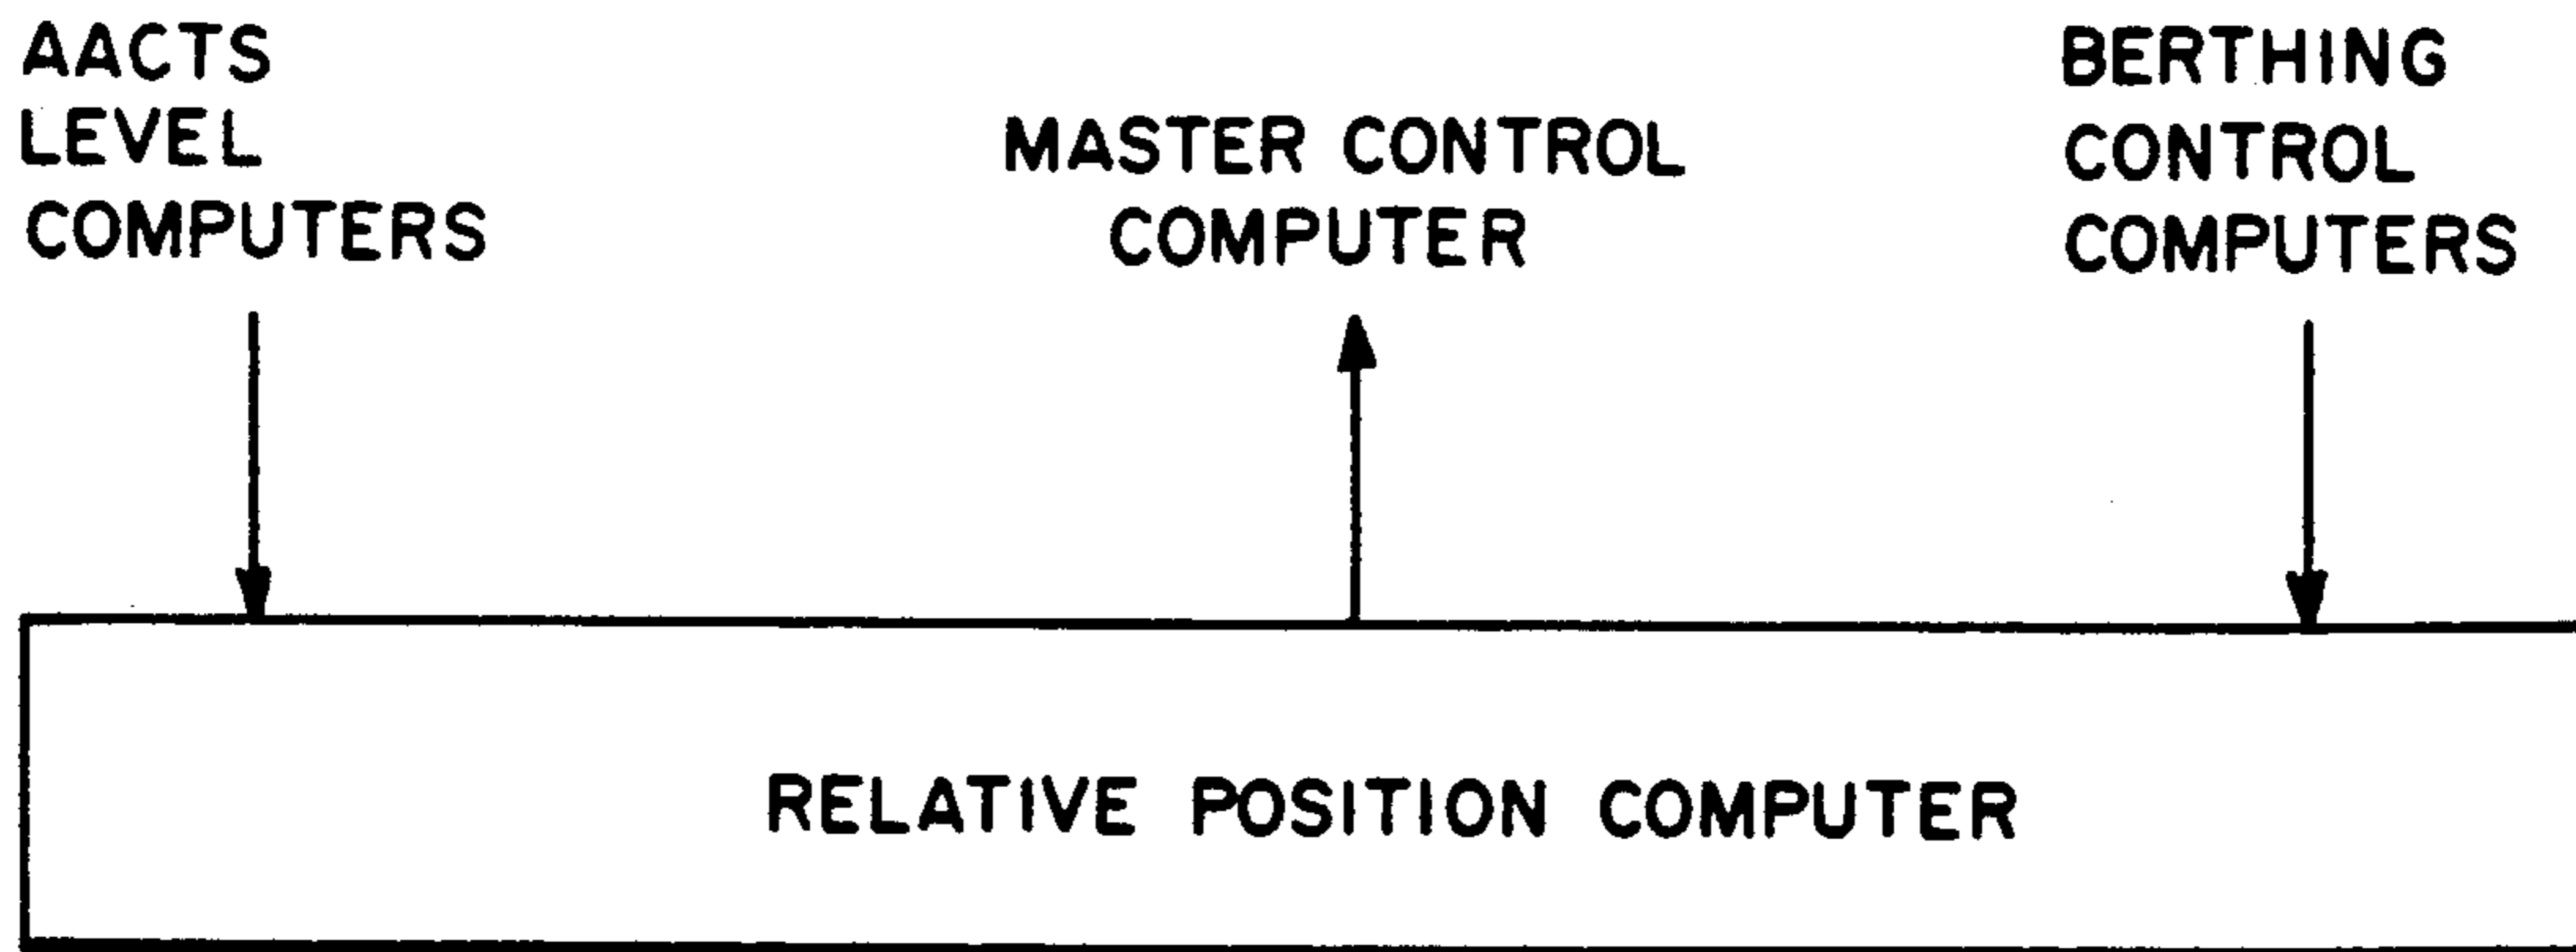 AACTS
LEVEL
COMPUTERS
MASTER CONTROL
COMPUTER
BERTHING
CONTROL
COMPUTERS
RELATIVE POSITION COMPUTER